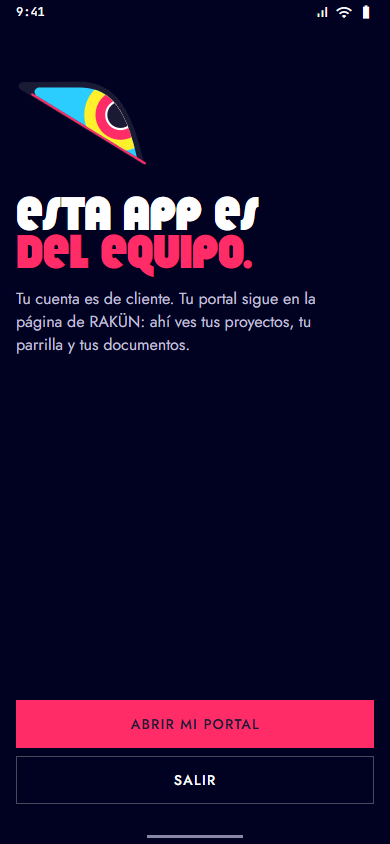 9:41
esta app es
del equipo.
Tu cuenta es de cliente. Tu portal sigue en la
página de RAKÜN: ahí ves tus proyectos, tu
parrilla y tus documentos.
ABRIR MI PORTAL
SALIR